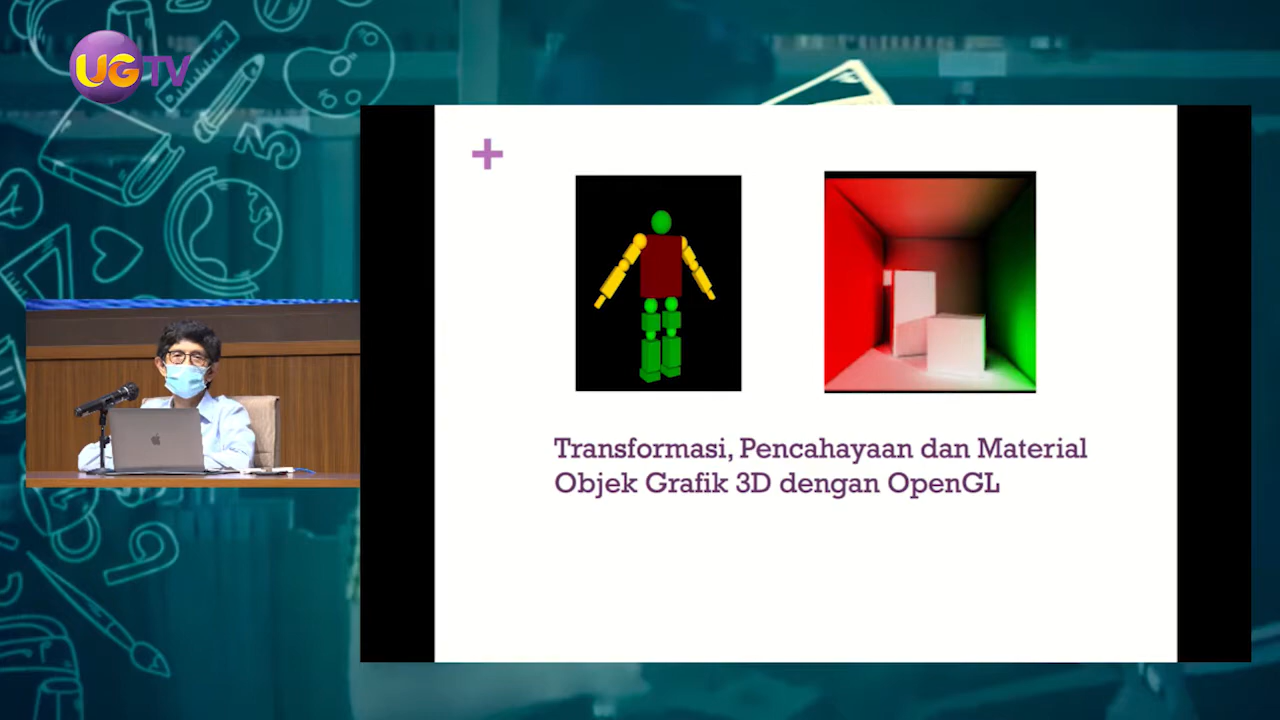 UGTV
Transformasi, Pencahayaan dan Material
Objek Grafik 3D dengan OpenGL